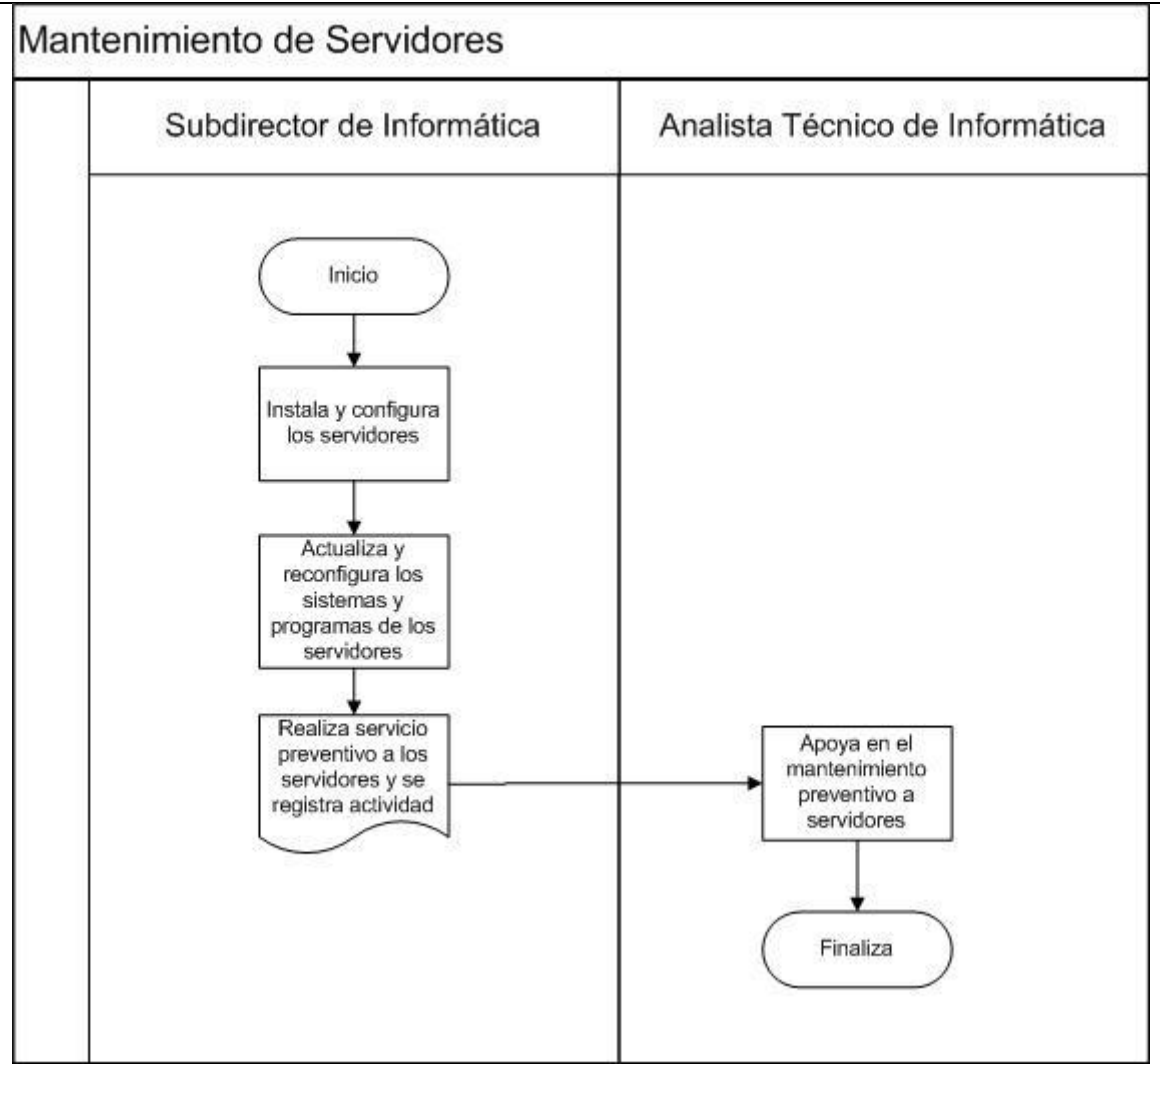 Mantenimiento de Servidores
Subdirector de Informática
Analista Técnico de Informática
Inicio
Instala y configura
los servidores
Actualiza y
reconfigura los
sistemas y
programas de los
servidores
Realiza servicio
preventivo a los
servidores y se
registra actividad
Apoya en el
mantenimiento
preventivo a
servidores
Finaliza